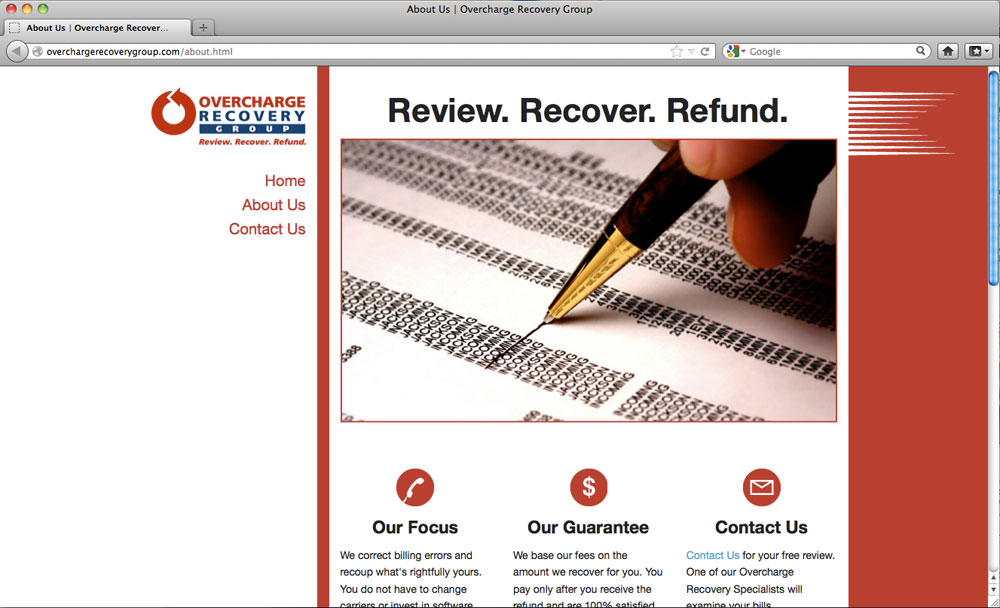 About Us | Overcharge Recovery Group
About Us | Overcharge Recover...
overchargerecoverygroup.com/about.html
Google
OVERCHARGE
RECOVERY
GROUP
Review. Recover. Refund.
Home
About Us
Contact Us
Review. Recover. Refund.
Our Focus
We correct billing errors and
recoup what's rightfully yours.
You do not have to change
carriers or invest in software
Our Guarantee
We base our fees on the
amount we recover for you. You
pay only after you receive the
refund and are 100% satisfied
Contact Us
Contact Us for your free review.
One of our Overcharge
Recovery Specialists will
examine your bills